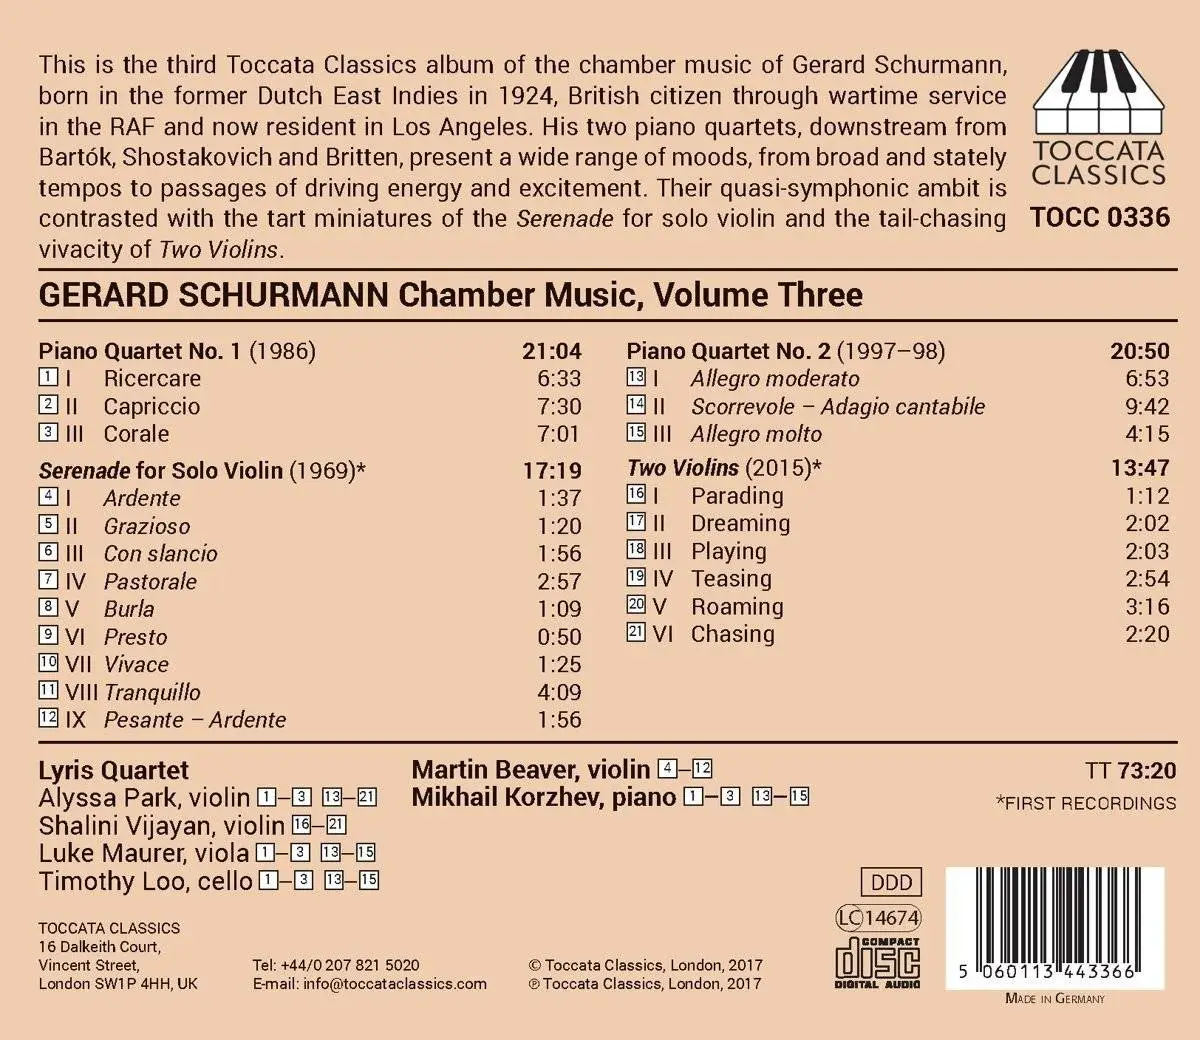 This is the third Toccata Classics album of the chamber music of Gerard Schurmann,
born in the former Dutch East Indies in 1924, British citizen through wartime service
in the RAF and now resident in Los Angeles. His two piano quartets, downstream from
Bartók, Shostakovich and Britten, present a wide range of moods, from broad and stately
tempos to passages of driving energy and excitement. Their quasi-symphonic ambit is
contrasted with the tart miniatures of the Serenade for solo violin and the tail-chasing
vivacity of Two Violins.
TOCCATA
CLASSICS
TOCC 0336
GERARD SCHURMANN Chamber Music, Volume Three
Piano Quartet No. 1 (1986) 21:04
1 I Ricercare 6:33
2 II Capriccio 7:30
3 III Corale 7:01
Serenade for Solo Violin (1969)* 17:19
4 I Ardente 1:37
5 II Grazioso 1:20
6 III Con slancio 1:56
7 IV Pastorale 2:57
8 V Burla 1:09
9 VI Presto 0:50
10 VII Vivace 1:25
11 VIII Tranquillo 4:09
12 IX Pesante – Ardente 1:56
Piano Quartet No. 2 (1997–98) 20:50
13 I Allegro moderato 6:53
14 II Scorrevole – Adagio cantabile 9:42
15 III Allegro molto 4:15
Two Violins (2015)* 13:47
16 I Parading 1:12
17 II Dreaming 2:02
18 III Playing 2:03
19 IV Teasing 2:54
20 V Roaming 3:16
21 VI Chasing 2:20
Lyris Quartet
Alyssa Park, violin 1–3 13–21
Shalini Vijayan, violin 16–21
Luke Maurer, viola 1–3 13–15
Timothy Loo, cello 1–3 13–15
Martin Beaver, violin 4–12
Mikhail Korzhev, piano 1–3 13–15
TT 73:20
*FIRST RECORDINGS
TOCCATA CLASSICS
16 Dalkeith Court,
Vincent Street,
London SW1P 4HH, UK
Tel: +44/0 207 821 5020
E-mail: info@toccataclassics.com
© Toccata Classics, London, 2017
℗ Toccata Classics, London, 2017
DDD
LC 14674
COMPACT
disc
DIGITAL AUDIO
5 060113 443366
MADE IN GERMANY